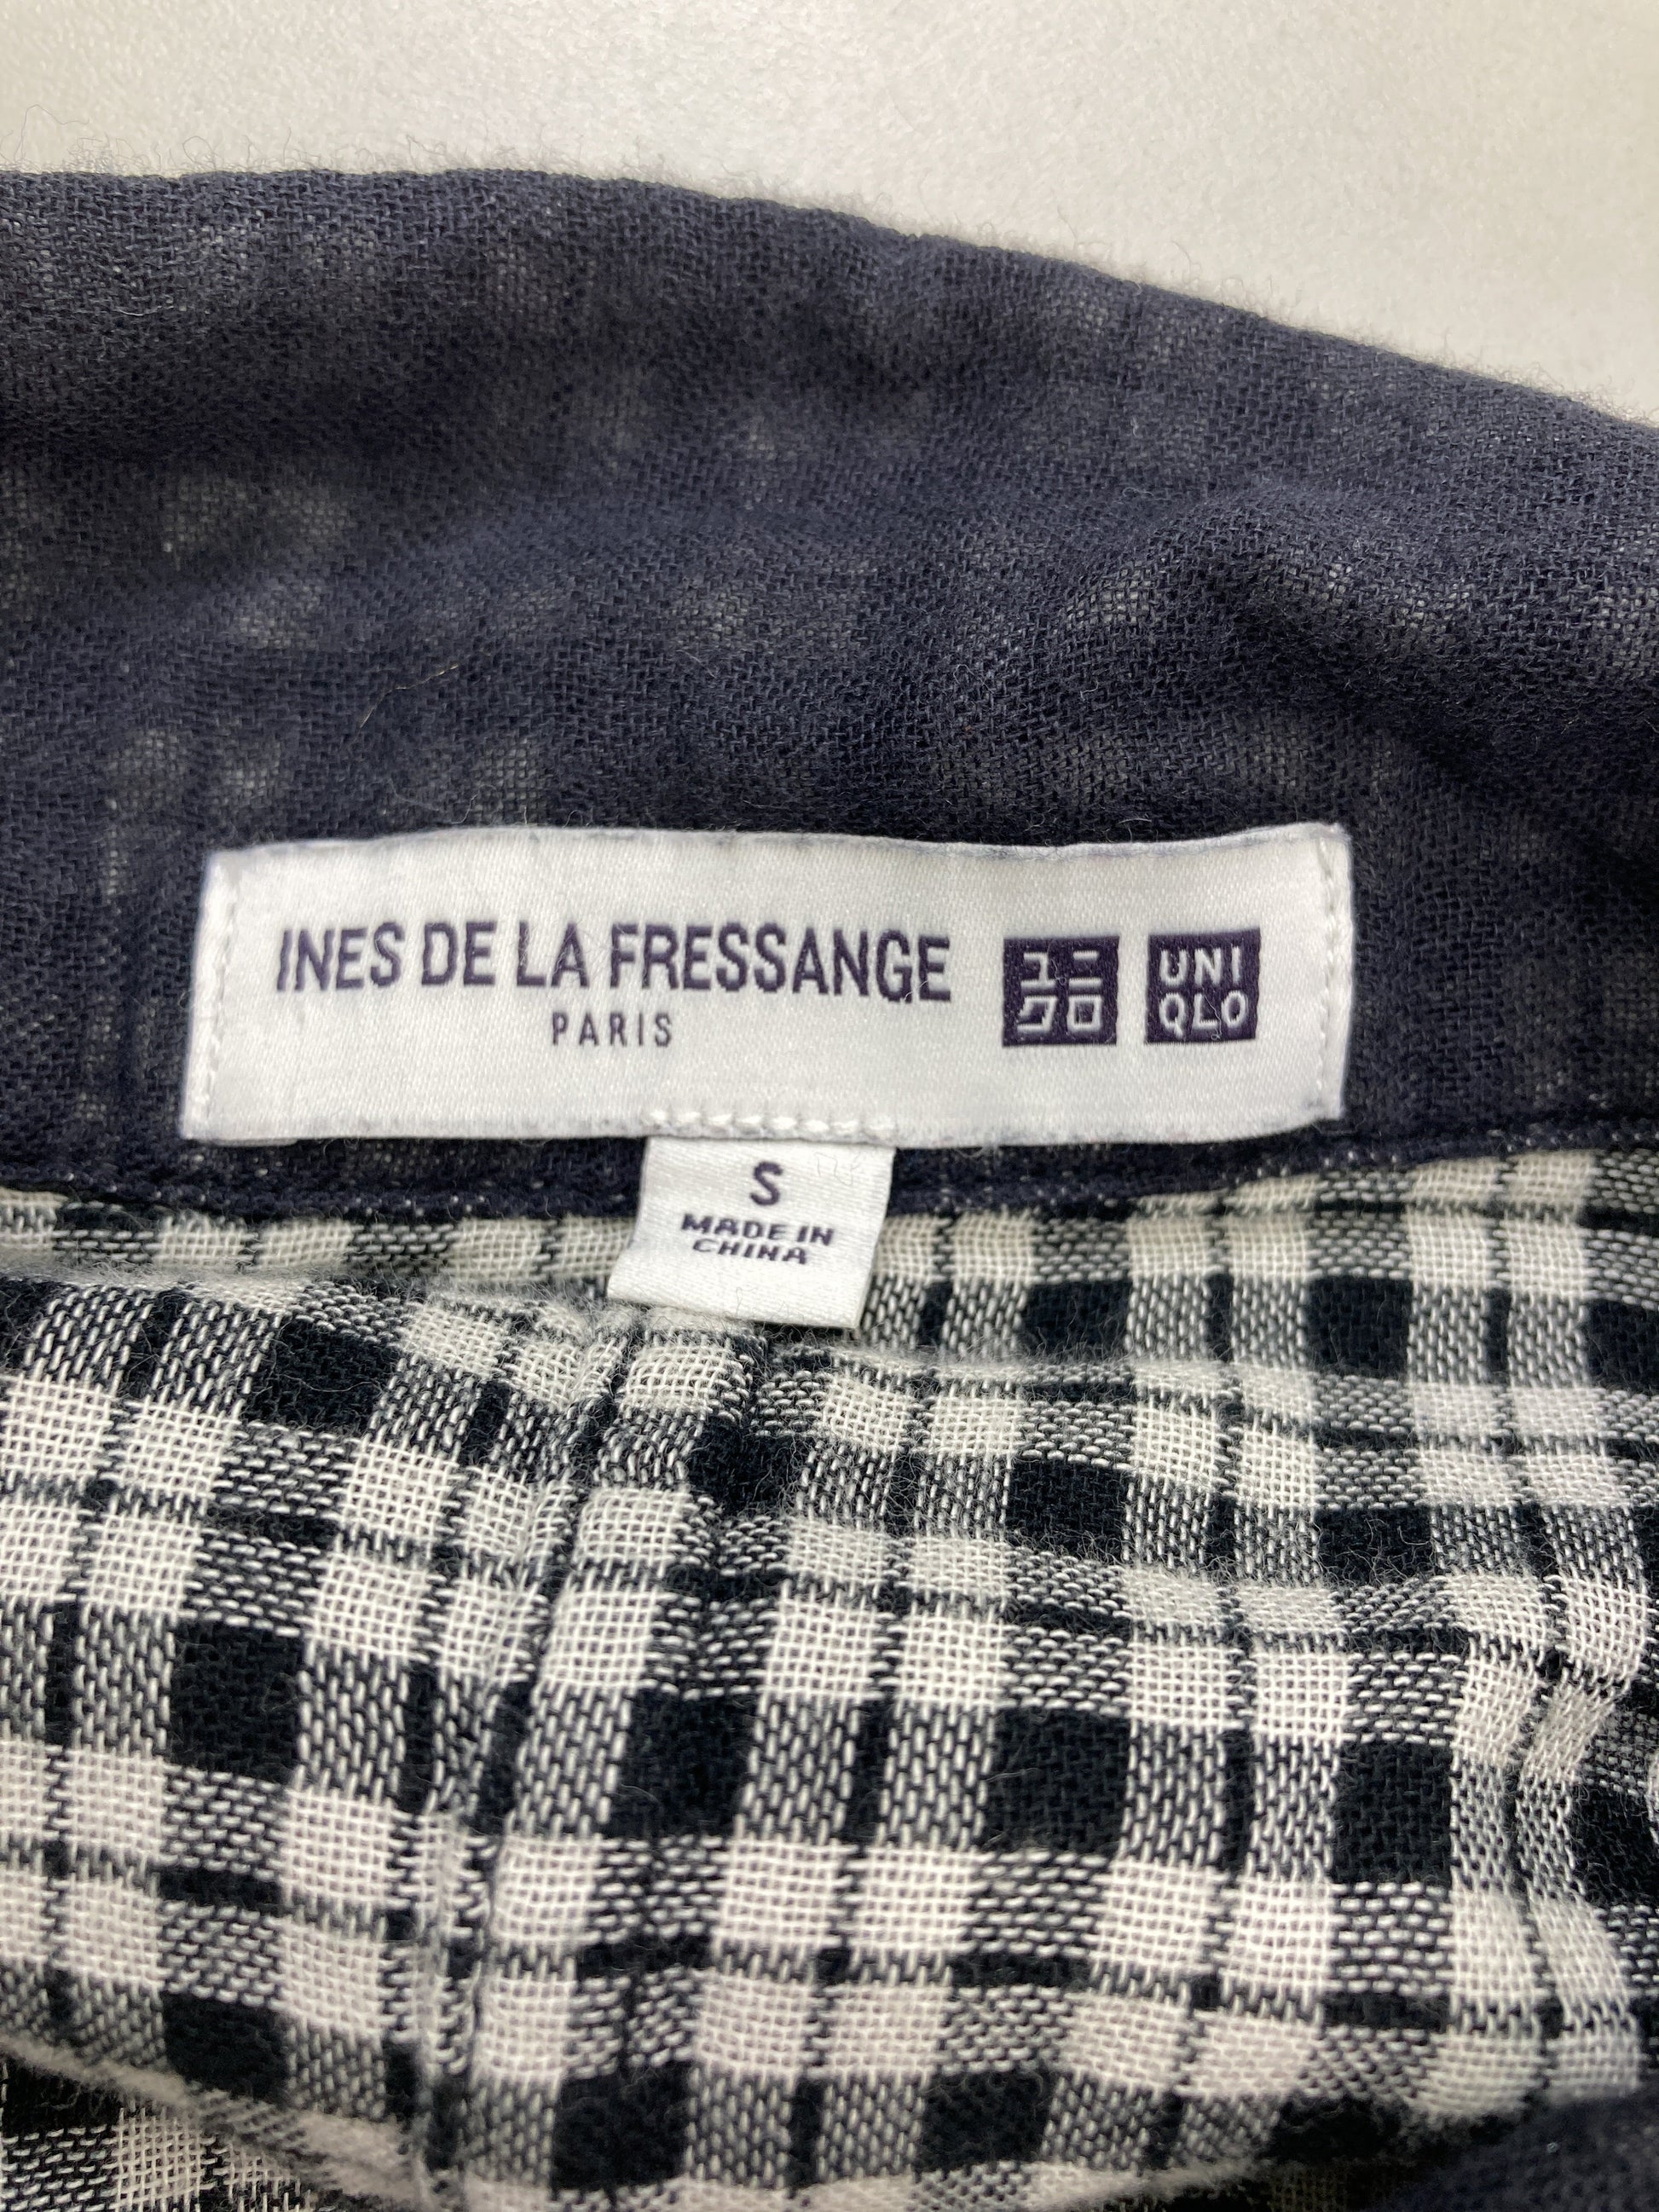 INES DE LA FRESSANGE
PARIS
ユニ
クロ
UNI
QLO
S
MADE IN
CHINA